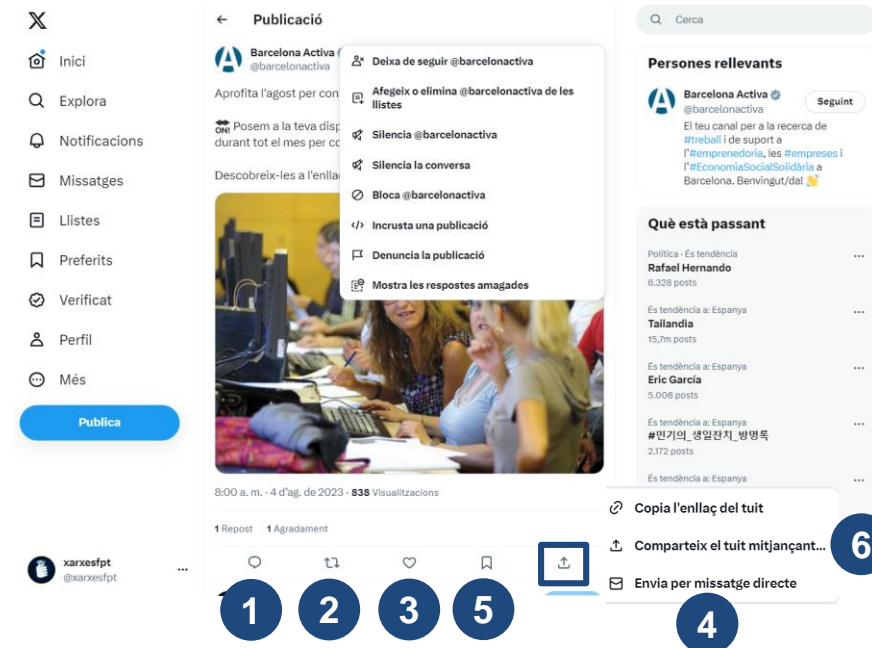 Inici
Explora
Notificacions
Missatges
Llistes
Preferits
Verificat
Perfil
Més
Publica
xarxesfpt
@xarxesfpt
Publicació
Barcelona Activa
@barcelonactiva
Aprofita l'agost per con
ON! Posem a la teva disp
durant tot el mes per co
Descobreix-les a l'enlla
Deixa de seguir @barcelonactiva
Afegeix o elimina @barcelonactiva de les
llistes
Silencia @barcelonactiva
Silencia la conversa
Bloca @barcelonactiva
Incrusta una publicació
Denuncia la publicació
Mostra les respostes amagades
8:00 a. m. · 4 d'ag. de 2023 · 838 Visualitzacions
1 Repost 1 Agradament
1
2
3
5
Cerca
Persones rellevants
Barcelona Activa
@barcelonactiva
Seguint
El teu canal per a la recerca de
#treball i de suport a
l'#emprenedoria, les #empreses i
l'#EconomiaSocialSolidària a
Barcelona. Benvingut/da! 👋
Què està passant
Política · És tendència
Rafael Hernando
6.328 posts
És tendència a: Espanya
Tailandia
15,7m posts
És tendència a: Espanya
Eric García
5.006 posts
És tendència a: Espanya
#민기의_생일잔치_방명록
2.172 posts
És tendència a: Espanya
Copia l'enllaç del tuit
Comparteix el tuit mitjançant...
Envia per missatge directe
6
4